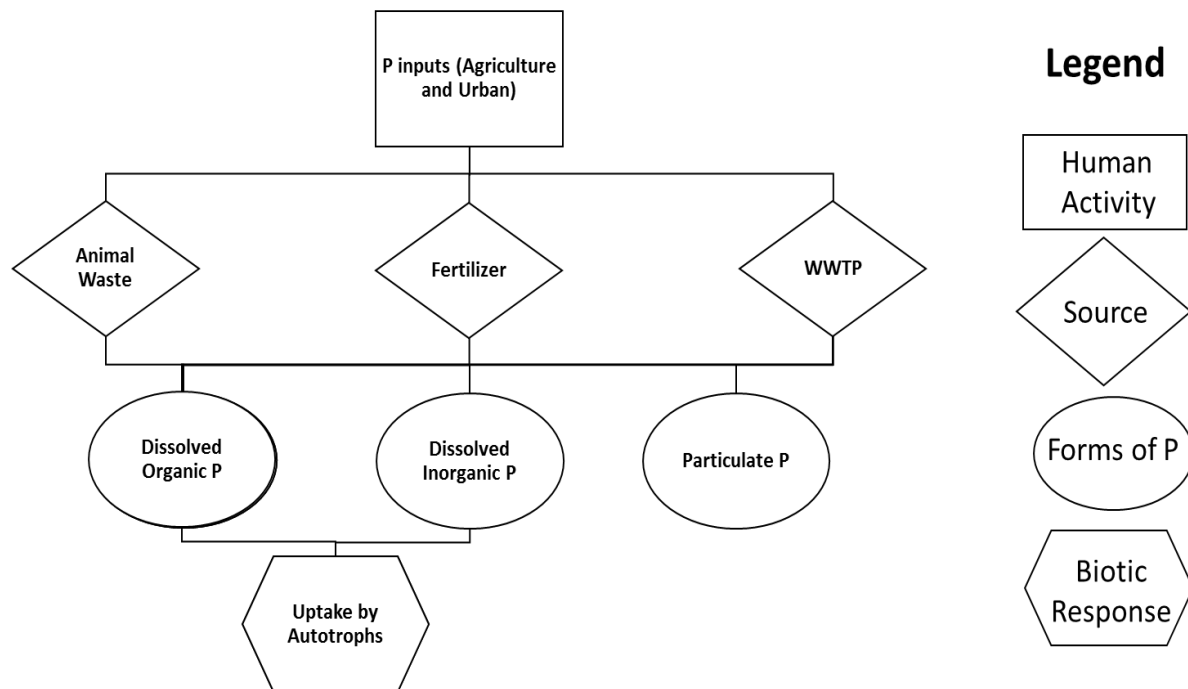 P inputs (Agriculture
and Urban)
Animal
Waste
Fertilizer
WWTP
Dissolved
Organic P
Dissolved
Inorganic P
Particulate P
Uptake by
Autotrophs
Legend
Human
Activity
Source
Forms of P
Biotic
Response